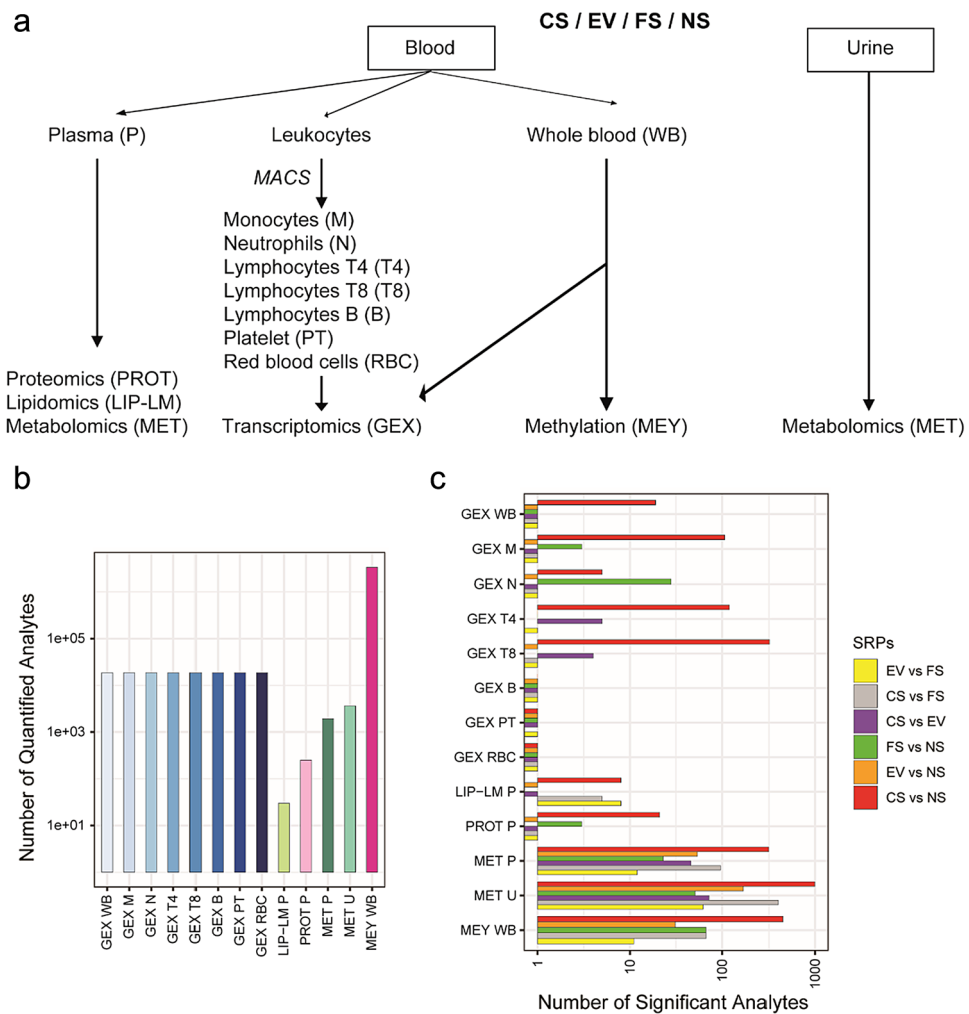 a
CS / EV / FS / NS
Blood
Urine
Plasma (P)
Leukocytes
Whole blood (WB)
MACS
Monocytes (M)
Neutrophils (N)
Lymphocytes T4 (T4)
Lymphocytes T8 (T8)
Lymphocytes B (B)
Platelet (PT)
Red blood cells (RBC)
Proteomics (PROT)
Lipidomics (LIP-LM)
Metabolomics (MET)
Transcriptomics (GEX)
Methylation (MEY)
Metabolomics (MET)
b
Number of Quantified Analytes
1e+05
1e+03
1e+01
GEX WB
GEX M
GEX N
GEX T4
GEX T8
GEX B
GEX PT
GEX RBC
LIP−LM P
PROT P
MET P
MET U
MEY WB
c
GEX WB
GEX M
GEX N
GEX T4
GEX T8
GEX B
GEX PT
GEX RBC
LIP−LM P
PROT P
MET P
MET U
MEY WB
1
10
100
1000
Number of Significant Analytes
SRPs
EV vs FS
CS vs FS
CS vs EV
FS vs NS
EV vs NS
CS vs NS